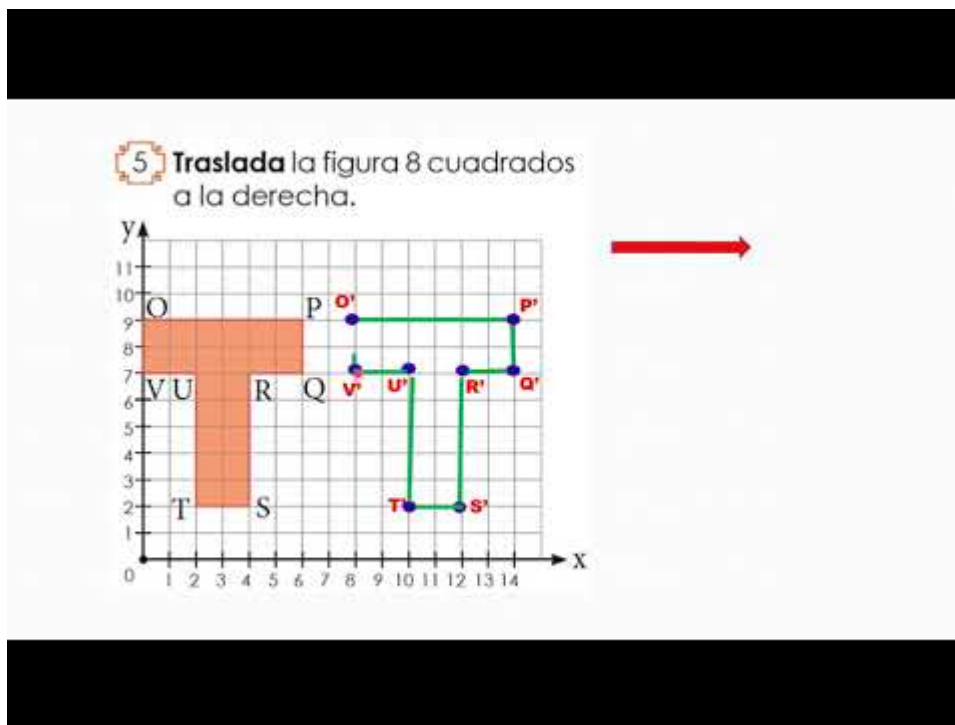 5 Traslada la figura 8 cuadrados
a la derecha.
y
11
10
O P O' P'
9
8
7
V U R Q V' U' R' Q'
6
5
4
3
2
T S T' S'
1
0 1 2 3 4 5 6 7 8 9 10 11 12 13 14 x